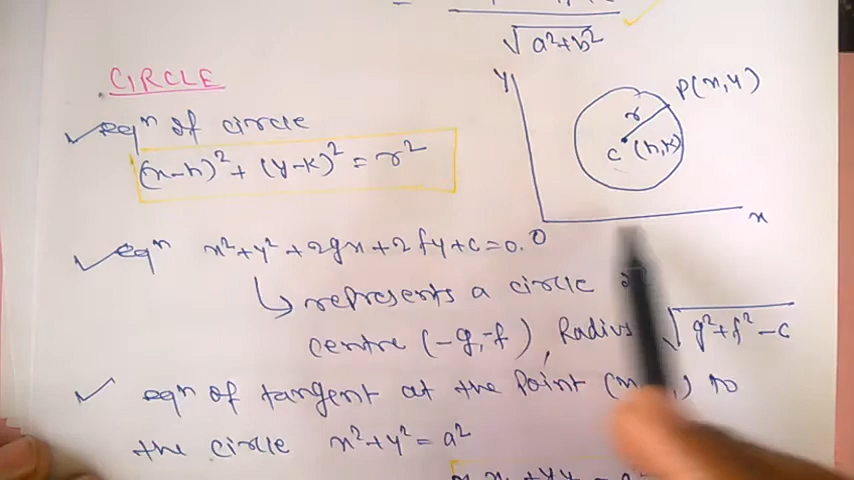 √a²+b²
CIRCLE
eqⁿ of circle
(x-h)² + (y-k)² = r²
y
P(x,y)
r
C (h,k)
x
0
eqⁿ x²+y²+2gx+2fy+c=0.
↳ represents a circle
centre (-g,-f), Radius √g²+f²-c
eqⁿ of tangent at the point to
the circle x²+y²=a²